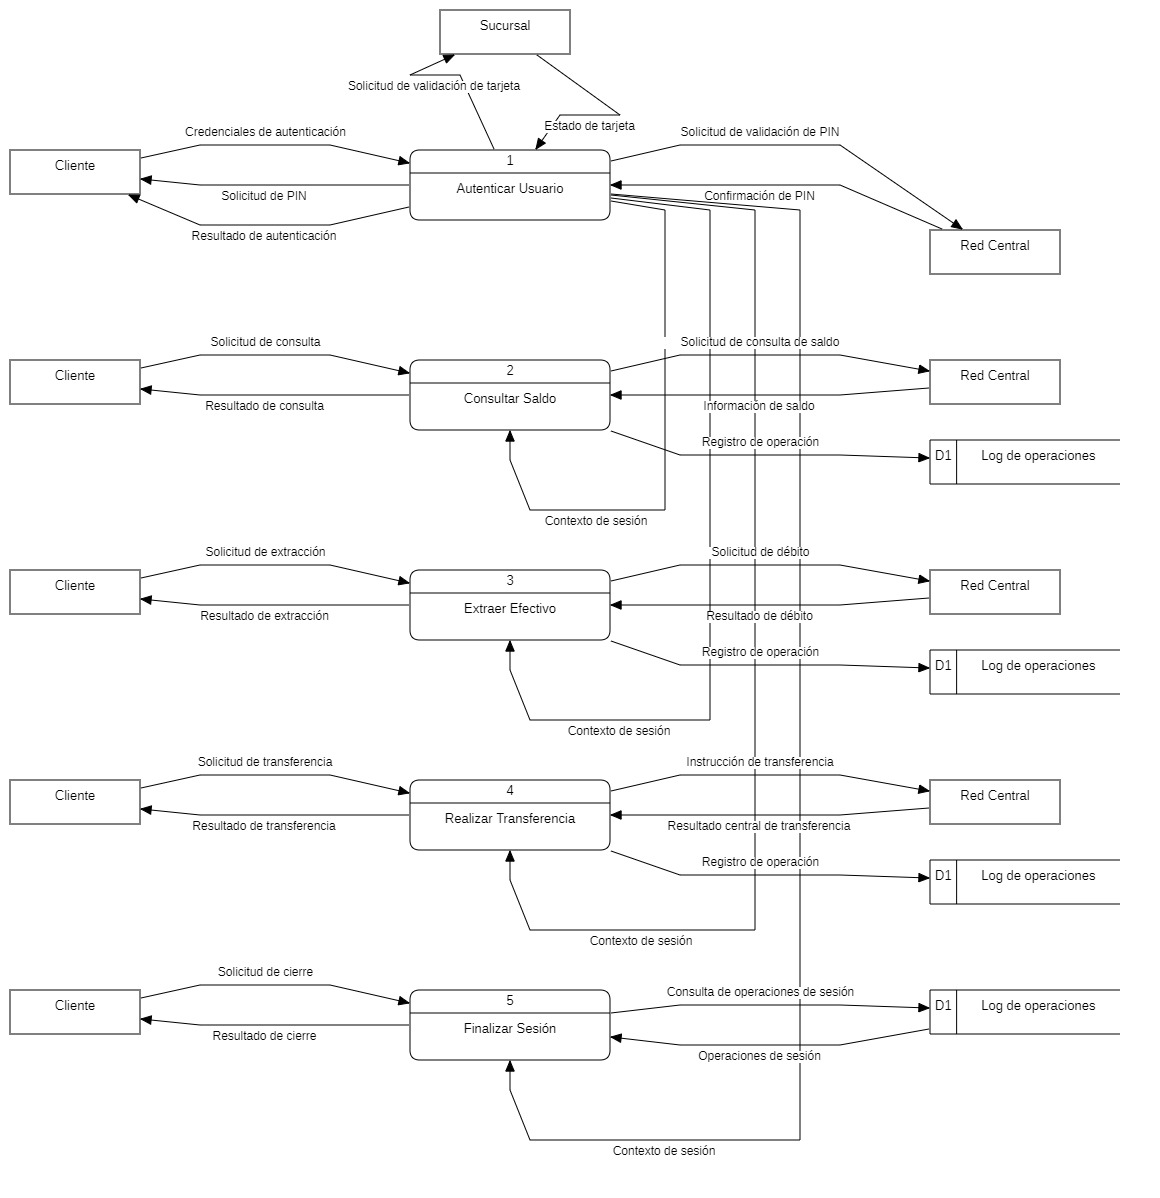 Sucursal
Solicitud de validación de tarjeta
Estado de tarjeta
Credenciales de autenticación
Solicitud de validación de PIN
Cliente
1
Autenticar Usuario
Solicitud de PIN
Confirmación de PIN
Resultado de autenticación
Red Central
Solicitud de consulta
Solicitud de consulta de saldo
Cliente
2
Consultar Saldo
Red Central
Resultado de consulta
Información de saldo
Registro de operación
D1 Log de operaciones
Contexto de sesión
Solicitud de extracción
Solicitud de débito
Cliente
3
Extraer Efectivo
Red Central
Resultado de extracción
Resultado de débito
Registro de operación
D1 Log de operaciones
Contexto de sesión
Solicitud de transferencia
Instrucción de transferencia
Cliente
4
Realizar Transferencia
Red Central
Resultado de transferencia
Resultado central de transferencia
Registro de operación
D1 Log de operaciones
Contexto de sesión
Solicitud de cierre
Consulta de operaciones de sesión
Cliente
5
Finalizar Sesión
D1 Log de operaciones
Resultado de cierre
Operaciones de sesión
Contexto de sesión